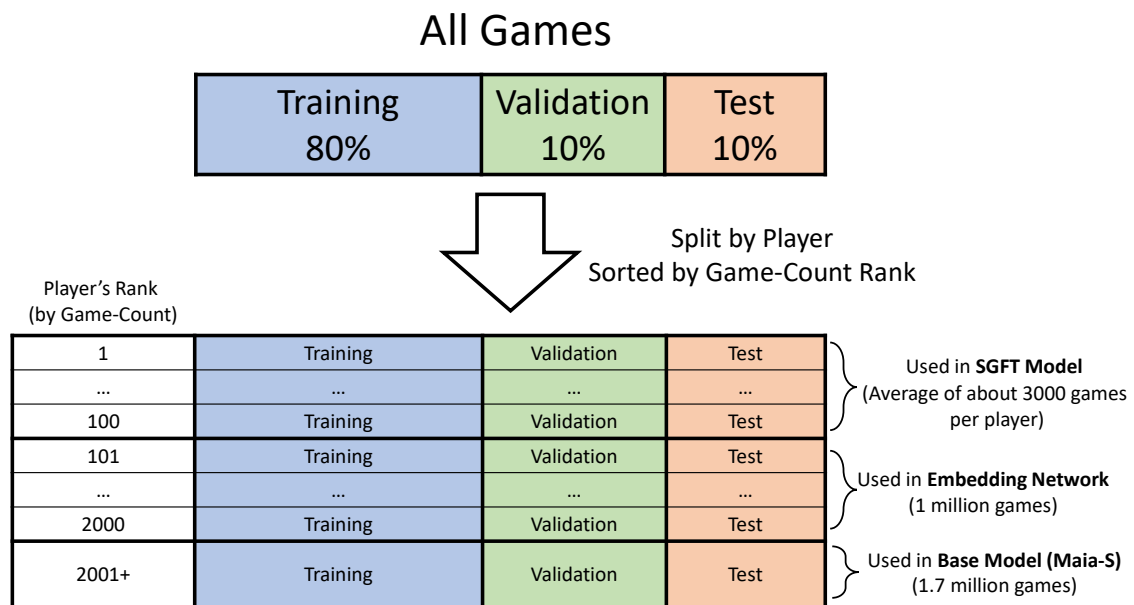 All Games
Training Validation Test
80% 10% 10%
Split by Player
Sorted by Game-Count Rank
Player’s Rank
(by Game-Count)
1 Training Validation Test
... ... ... ...
100 Training Validation Test
Used in SGFT Model
(Average of about 3000 games
per player)
101 Training Validation Test
... ... ... ...
2000 Training Validation Test
Used in Embedding Network
(1 million games)
2001+ Training Validation Test
Used in Base Model (Maia-S)
(1.7 million games)